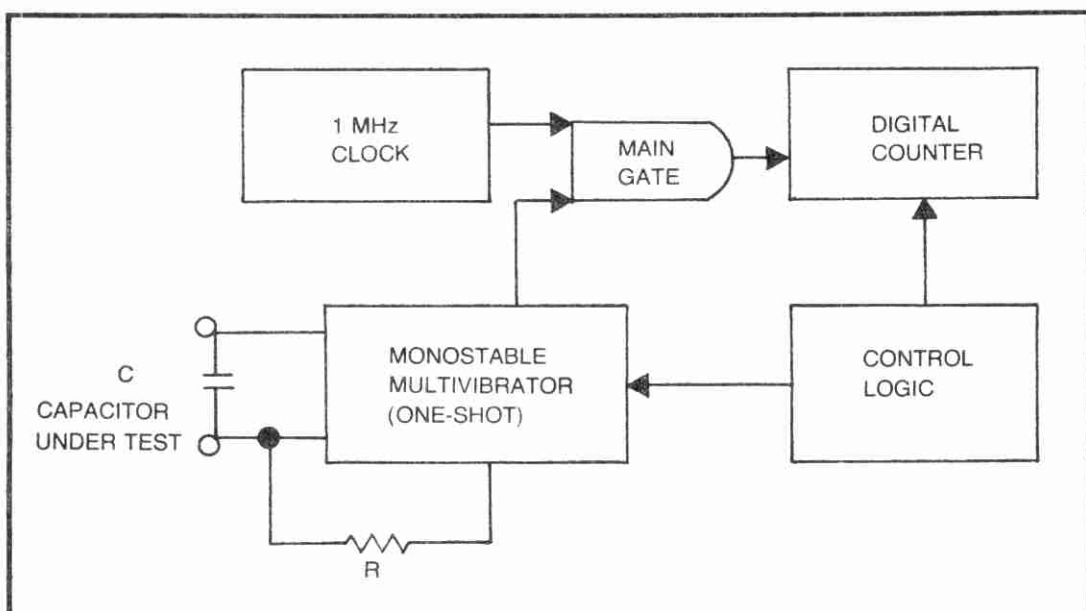 1 MHz
CLOCK
MAIN
GATE
DIGITAL
COUNTER
C
CAPACITOR
UNDER TEST
MONOSTABLE
MULTIVIBRATOR
(ONE-SHOT)
CONTROL
LOGIC
R